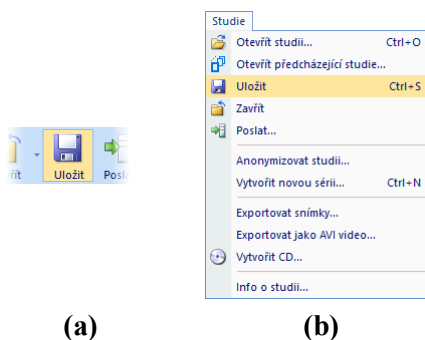 Studie
Otevřít studii... Ctrl+O
Otevřít předcházející studie...
Uložit Ctrl+S
Zavřít
Poslat...
Anonymizovat studii...
Vytvořit novou sérii... Ctrl+N
Exportovat snímky...
Exportovat jako AVI video...
Vytvořit CD...
Info o studii...
Uložit
(a) (b)